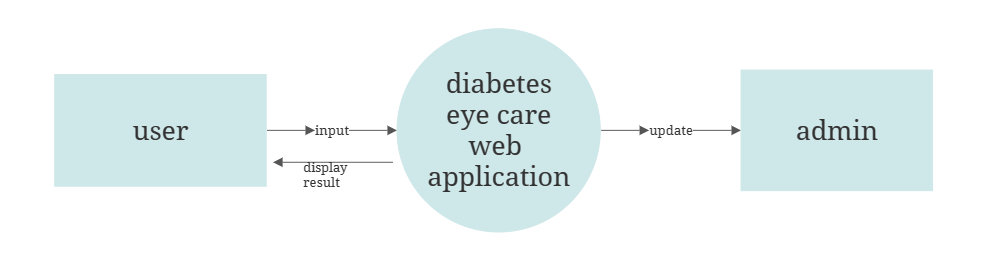 user
input
display
result
diabetes
eye care
web
application
update
admin